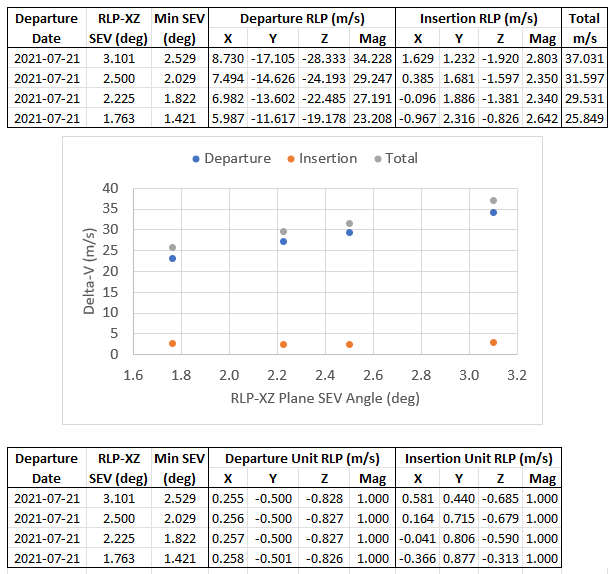 Departure RLP-XZ Min SEV Departure RLP (m/s) Insertion RLP (m/s) Total
Date SEV (deg) (deg) X Y Z Mag X Y Z Mag m/s
2021-07-21 3.101 2.529 8.730 -17.105 -28.333 34.228 1.629 1.232 -1.920 2.803 37.031
2021-07-21 2.500 2.029 7.494 -14.626 -24.193 29.247 0.385 1.681 -1.597 2.350 31.597
2021-07-21 2.225 1.822 6.982 -13.602 -22.485 27.191 -0.096 1.886 -1.381 2.340 29.531
2021-07-21 1.763 1.421 5.987 -11.617 -19.178 23.208 -0.967 2.316 -0.826 2.642 25.849
Departure Insertion Total
40
35
30
25
20
15
10
5
0
Delta-V (m/s)
1.6 1.8 2.0 2.2 2.4 2.6 2.8 3.0 3.2
RLP-XZ Plane SEV Angle (deg)
Departure RLP-XZ Min SEV Departure Unit RLP (m/s) Insertion Unit RLP (m/s)
Date SEV (deg) (deg) X Y Z Mag X Y Z Mag
2021-07-21 3.101 2.529 0.255 -0.500 -0.828 1.000 0.581 0.440 -0.685 1.000
2021-07-21 2.500 2.029 0.256 -0.500 -0.827 1.000 0.164 0.715 -0.679 1.000
2021-07-21 2.225 1.822 0.257 -0.500 -0.827 1.000 -0.041 0.806 -0.590 1.000
2021-07-21 1.763 1.421 0.258 -0.501 -0.826 1.000 -0.366 0.877 -0.313 1.000